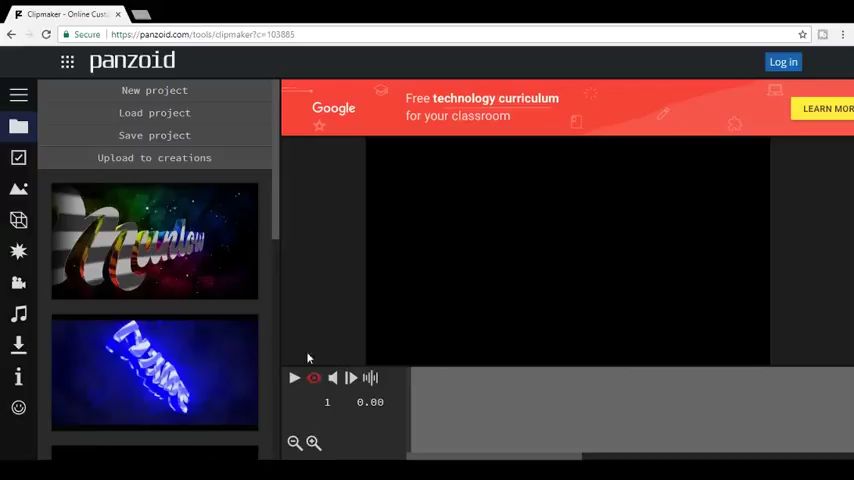 Clipmaker - Online Cust
Secure
https://panzoid.com/tools/clipmaker?c=103885
panzoid
Log in
New project
Load project
Save project
Upload to creations
Google
Free technology curriculum
for your classroom
LEARN MOR
1 0.00